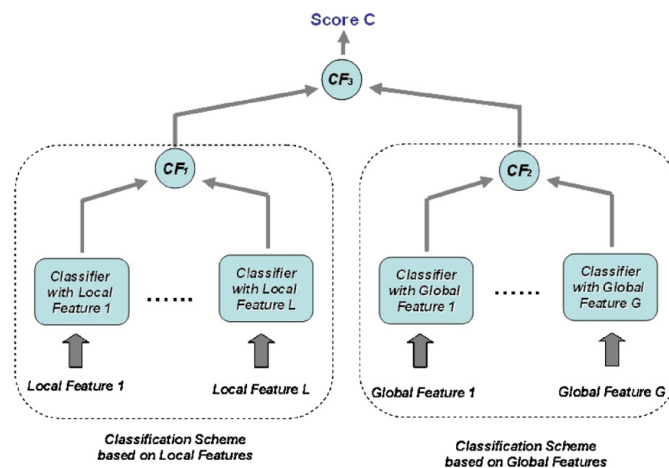 Score C
CF3
CF1
CF2
Classifier
with Local
Feature 1
......
Classifier
with Local
Feature L
Classifier
with Global
Feature 1
......
Classifier
with Global
Feature G
Local Feature 1
Local Feature L
Global Feature 1
Global Feature G
Classification Scheme
based on Local Features
Classification Scheme
based on Global Features